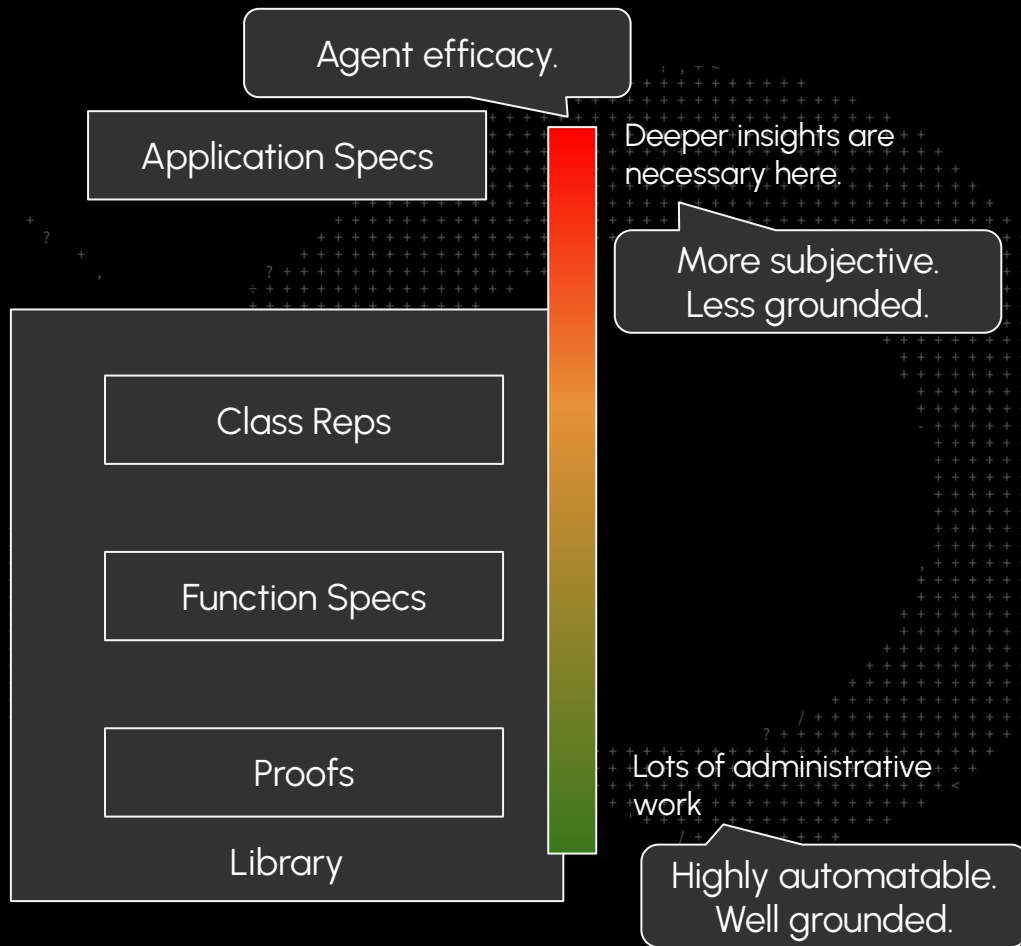 Agent efficacy.
Application Specs
Deeper insights are
necessary here.
More subjective.
Less grounded.
Class Reps
Function Specs
Proofs
Library
Lots of administrative
work
Highly automatable.
Well grounded.